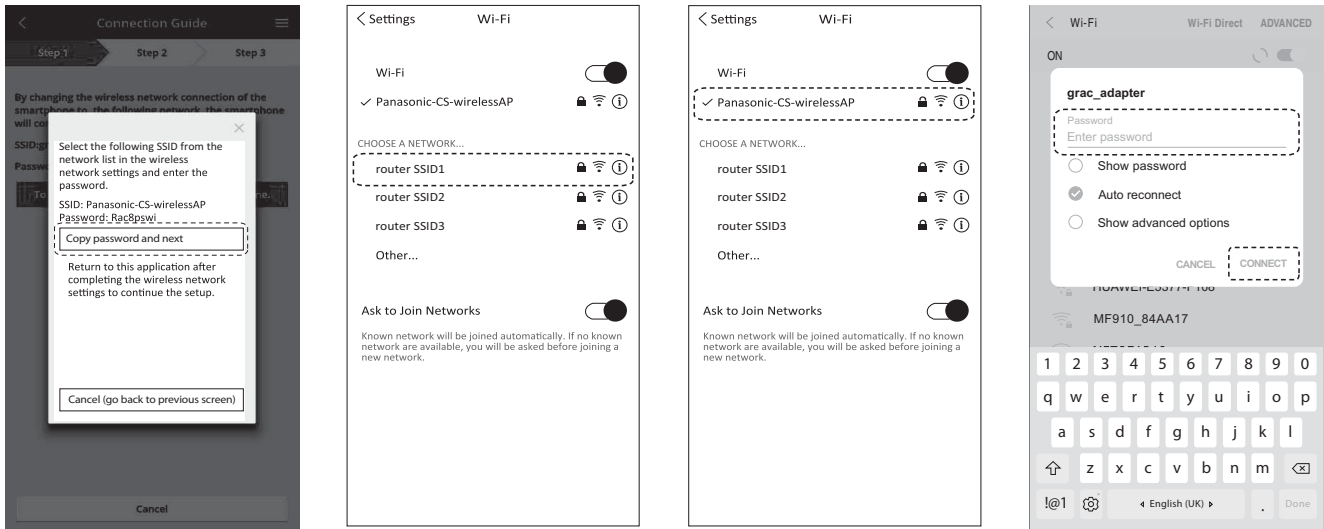 Connection Guide
Step 1
Step 2
Step 3
By changing the wireless network connection of the
smartphone to the following network, the smartphone
will
SSID:
To
Select the following SSID from the
network list in the wireless
network settings and enter the
password.
SSID: Panasonic-CS-wirelessAP
Password: Rac8pswi
Copy password and next
Return to this application after
completing the wireless network
settings to continue the setup.
Cancel (go back to previous screen)
Cancel
Settings
Wi-Fi
Wi-Fi
Panasonic-CS-wirelessAP
CHOOSE A NETWORK...
router SSID1
router SSID2
router SSID3
Other...
Ask to Join Networks
Known network will be joined automatically. If no known
network are available, you will be asked before joining a
new network.
Settings
Wi-Fi
Wi-Fi
Panasonic-CS-wirelessAP
CHOOSE A NETWORK...
router SSID1
router SSID2
router SSID3
Other...
Ask to Join Networks
Known network will be joined automatically. If no known
network are available, you will be asked before joining a
new network.
Wi-Fi
Wi-Fi Direct
ADVANCED
ON
grac_adapter
Password
Enter password
Show password
Auto reconnect
Show advanced options
CANCEL
CONNECT
MF910_84AA17
1 2 3 4 5 6 7 8 9 0
q w e r t y u i o p
a s d f g h j k l
z x c v b n m
!@1
English (UK)
.
Done